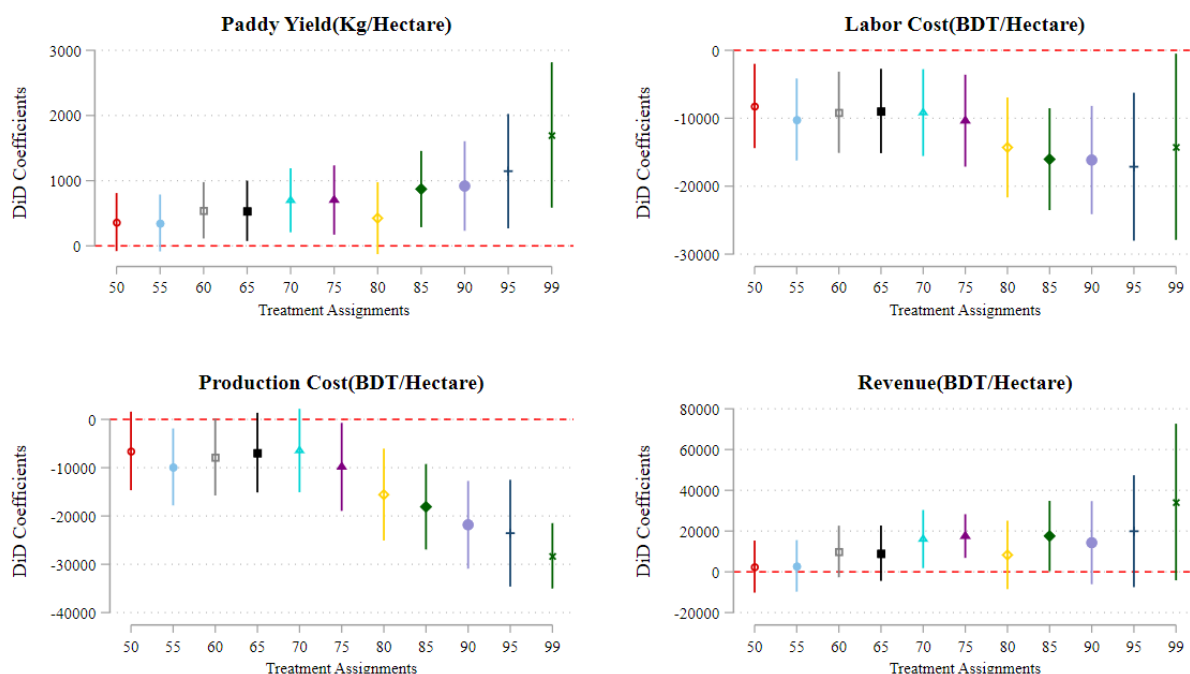 Paddy Yield(Kg/Hectare)
DiD Coefficients
3000
2000
1000
0
50 55 60 65 70 75 80 85 90 95 99
Treatment Assignments
Labor Cost(BDT/Hectare)
DiD Coefficients
0
-10000
-20000
-30000
50 55 60 65 70 75 80 85 90 95 99
Treatment Assignments
Production Cost(BDT/Hectare)
DiD Coefficients
0
-10000
-20000
-30000
-40000
50 55 60 65 70 75 80 85 90 95 99
Treatment Assignments
Revenue(BDT/Hectare)
DiD Coefficients
80000
60000
40000
20000
0
-20000
50 55 60 65 70 75 80 85 90 95 99
Treatment Assignments